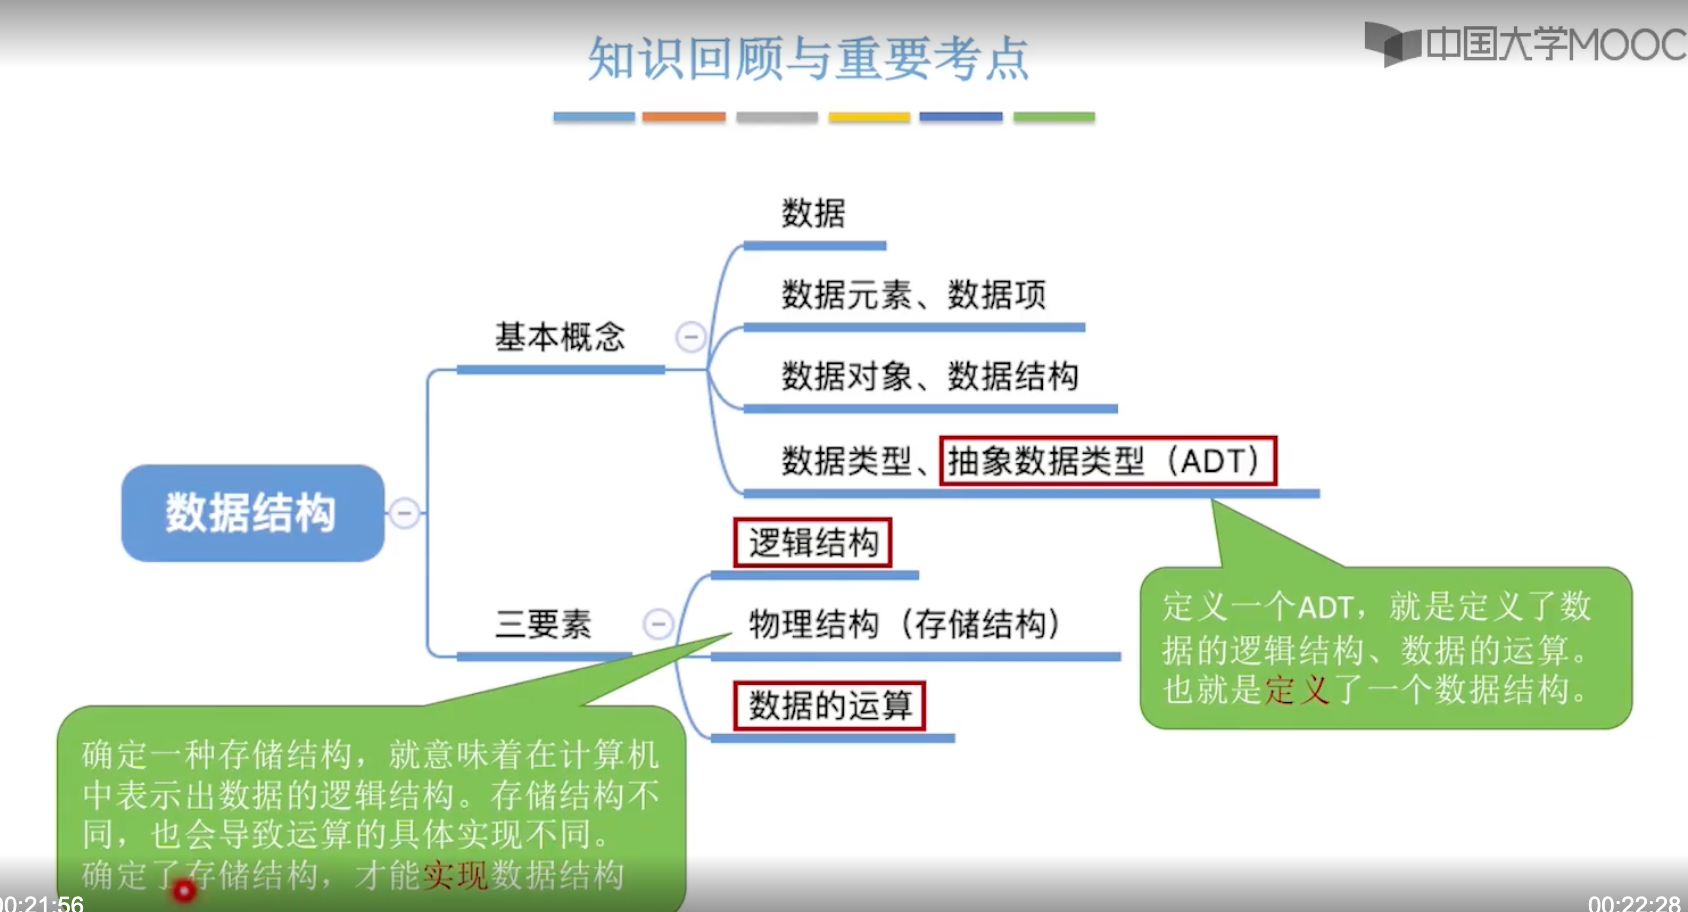 知识回顾与重要考点
中国大学MOOC
数据
数据元素、数据项
基本概念
数据对象、数据结构
数据类型、抽象数据类型（ADT）
数据结构
逻辑结构
三要素
物理结构（存储结构）
数据的运算
定义一个ADT，就是定义了数
据的逻辑结构、数据的运算。
也就是定义了一个数据结构。
确定一种存储结构，就意味着在计算机
中表示出数据的逻辑结构。存储结构不
同，也会导致运算的具体实现不同。
确定了存储结构，才能实现数据结构
00:21:56
00:22:28